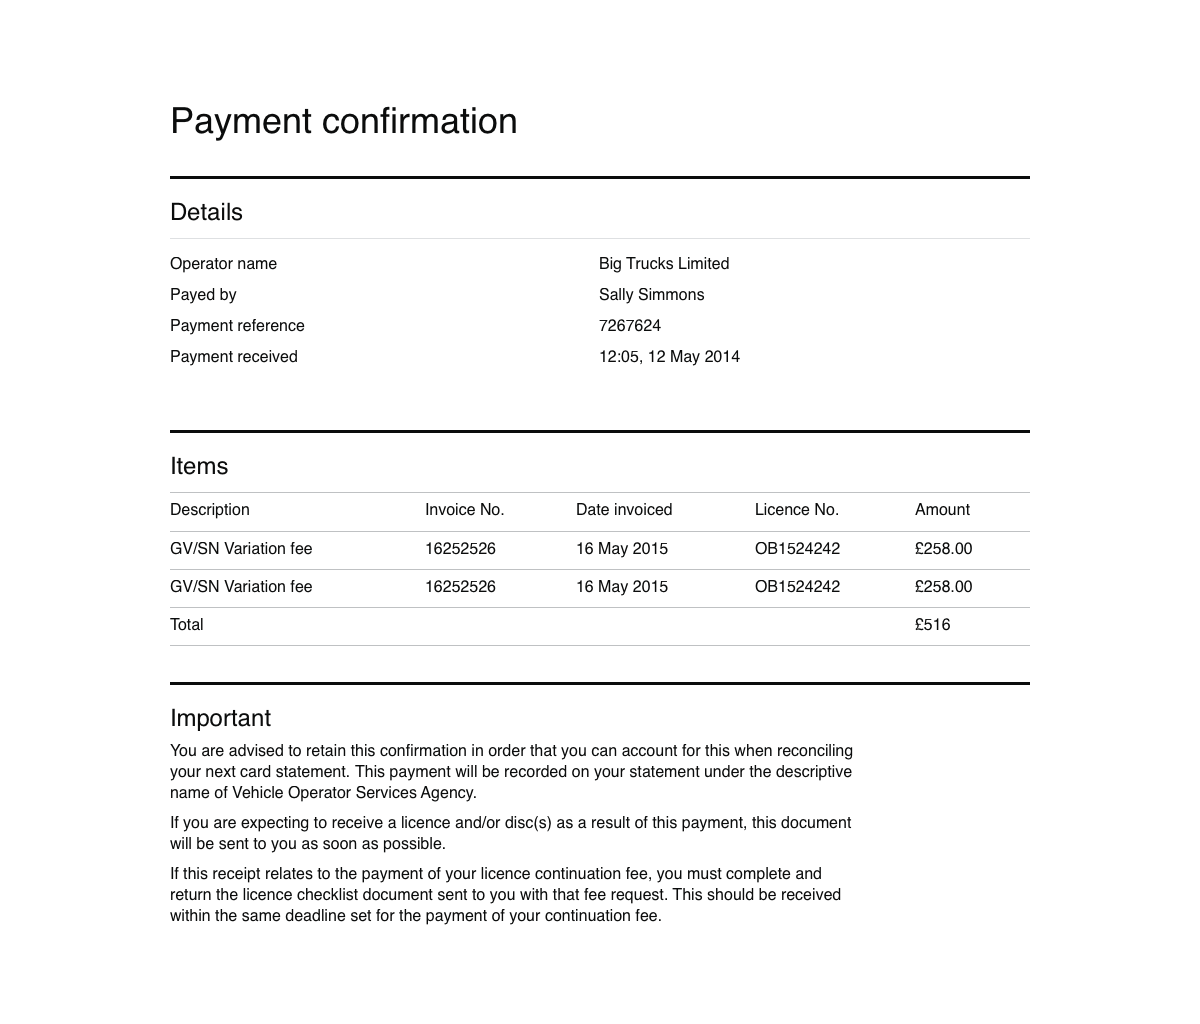 Payment confirmation
Details
Operator name Big Trucks Limited
Payed by Sally Simmons
Payment reference 7267624
Payment received 12:05, 12 May 2014
Items
Description Invoice No. Date invoiced Licence No. Amount
GV/SN Variation fee 16252526 16 May 2015 OB1524242 £258.00
GV/SN Variation fee 16252526 16 May 2015 OB1524242 £258.00
Total £516
Important
You are advised to retain this confirmation in order that you can account for this when reconciling
your next card statement. This payment will be recorded on your statement under the descriptive
name of Vehicle Operator Services Agency.
If you are expecting to receive a licence and/or disc(s) as a result of this payment, this document
will be sent to you as soon as possible.
If this receipt relates to the payment of your licence continuation fee, you must complete and
return the licence checklist document sent to you with that fee request. This should be received
within the same deadline set for the payment of your continuation fee.